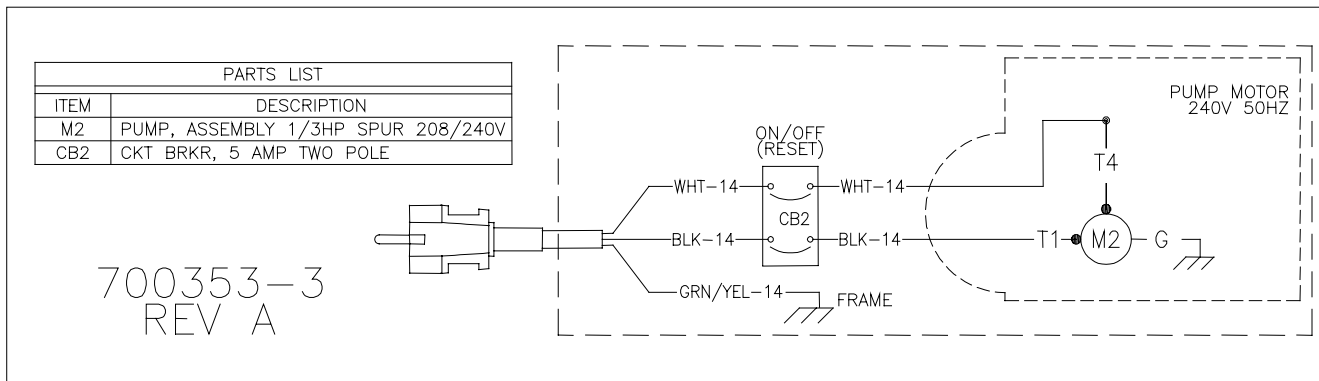 PARTS LIST
ITEM DESCRIPTION
M2 PUMP, ASSEMBLY 1/3HP SPUR 208/240V
CB2 CKT BRKR, 5 AMP TWO POLE
700353-3
REV A
PUMP MOTOR
240V 50HZ
ON/OFF
(RESET)
T4
WHT-14 WHT-14
CB2
BLK-14 BLK-14 T1 M2 G
GRN/YEL-14 FRAME